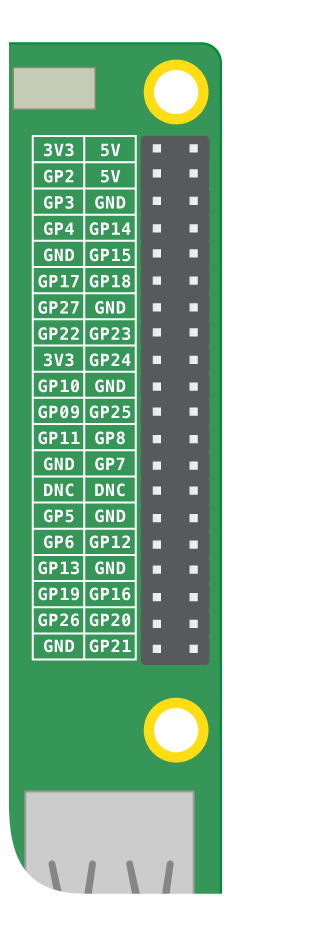 3V3 5V
GP2 5V
GP3 GND
GP4 GP14
GND GP15
GP17 GP18
GP27 GND
GP22 GP23
3V3 GP24
GP10 GND
GP09 GP25
GP11 GP8
GND GP7
DNC DNC
GP5 GND
GP6 GP12
GP13 GND
GP19 GP16
GP26 GP20
GND GP21